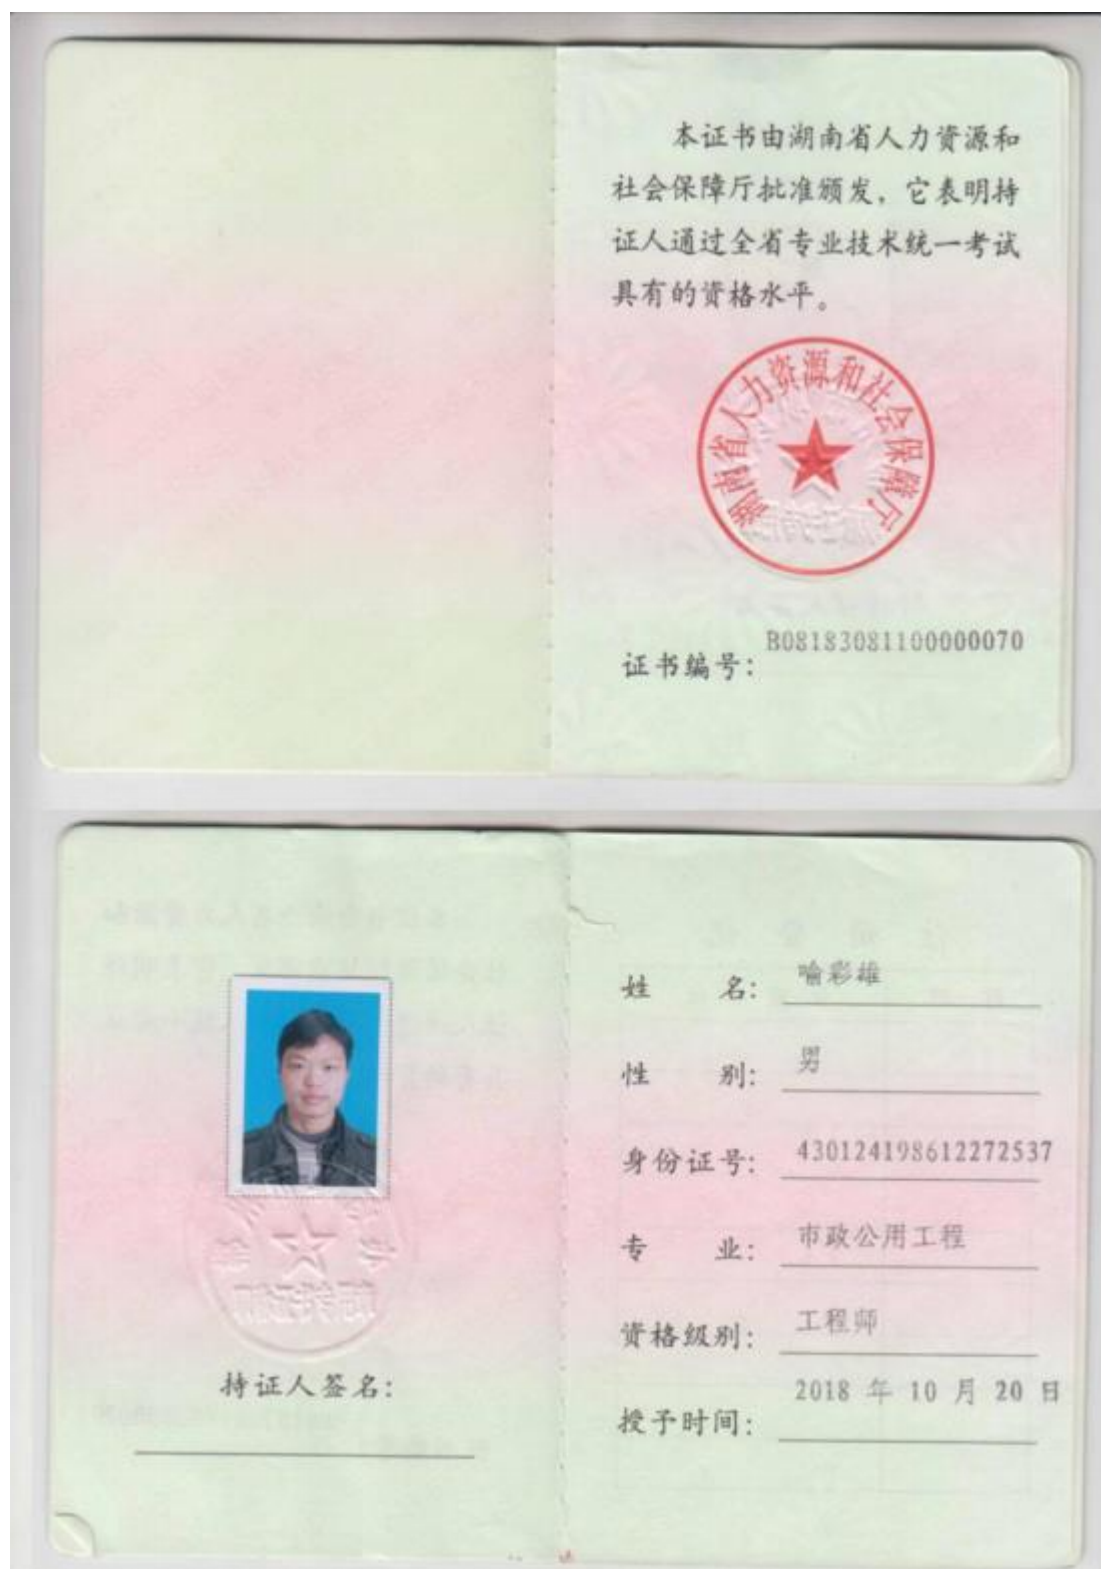 本证书由湖南省人力资源和
社会保障厅批准颁发，它表明持
证人通过全省专业技术统一考试
具有的资格水平。
湖南省人力资源和社会保障厅
证书编号：B08183081100000070
姓 名：喻彩雄
性 别：男
身份证号：430124198612272537
专 业：市政公用工程
资格级别：工程师
授予时间：2018 年 10 月 20 日
持证人签名：